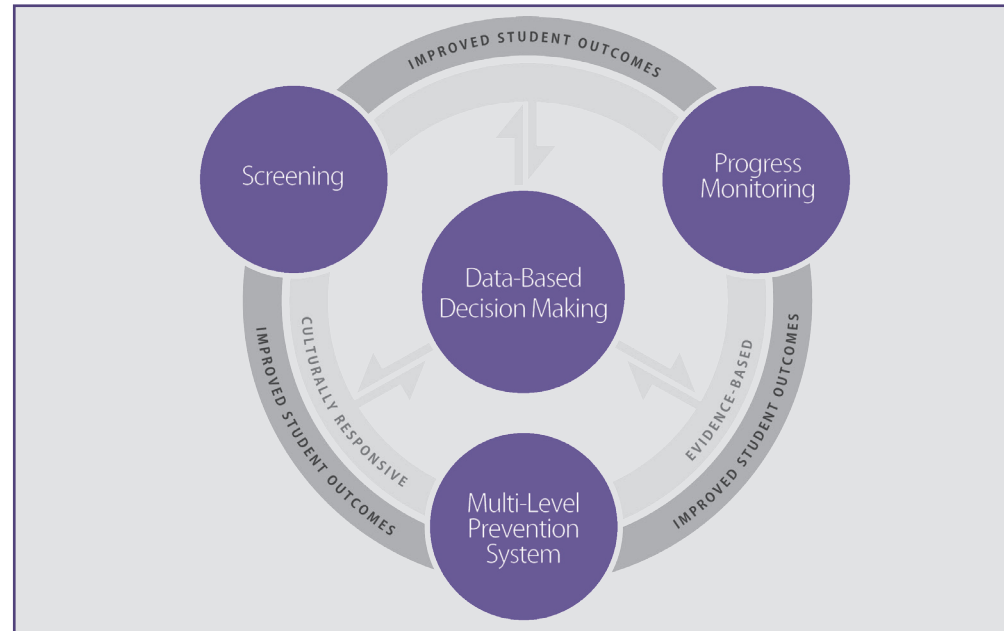 IMPROVED STUDENT OUTCOMES
Screening
Progress
Monitoring
Data-Based
Decision Making
IMPROVED STUDENT OUTCOMES
CULTURALLY RESPONSIVE
EVIDENCE-BASED
IMPROVED STUDENT OUTCOMES
Multi-Level
Prevention
System